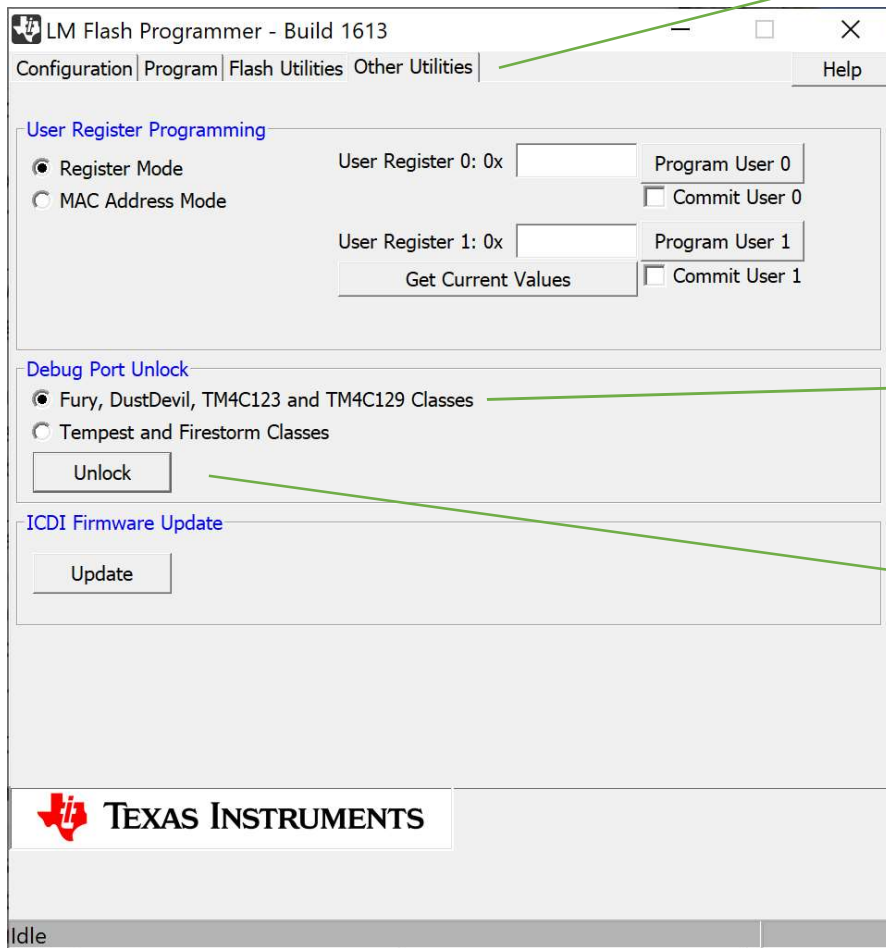 LM Flash Programmer - Build 1613
Configuration Program Flash Utilities Other Utilities
Help
User Register Programming
Register Mode
MAC Address Mode
User Register 0: 0x
Program User 0
Commit User 0
User Register 1: 0x
Program User 1
Get Current Values
Commit User 1
Debug Port Unlock
Fury, DustDevil, TM4C123 and TM4C129 Classes
Tempest and Firestorm Classes
Unlock
ICDI Firmware Update
Update
TEXAS INSTRUMENTS
Idle